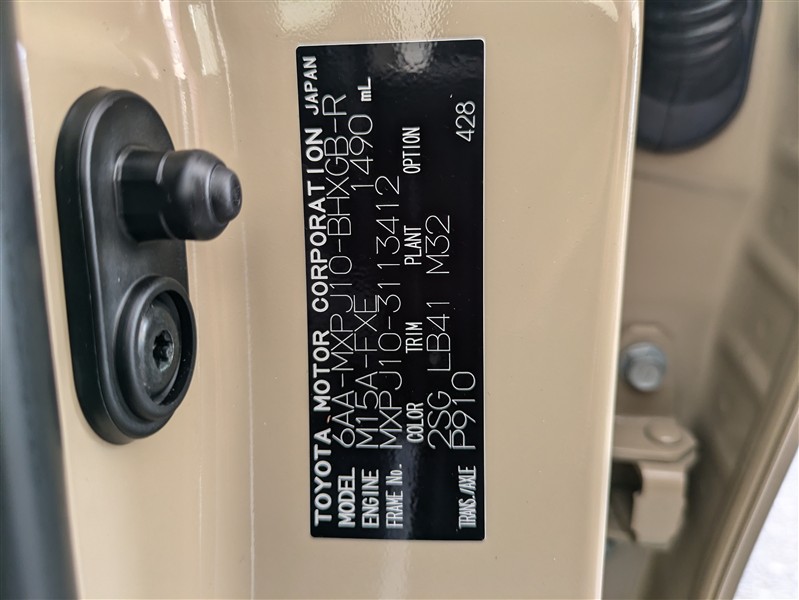 TOYOTA MOTOR CORPORATION JAPAN
MODEL 6AA-MXPJ10-BHXGB-R
ENGINE M15A-FXE 1490 mL
FRAME No. MXPJ10-3113412
COLOR TRIM PLANT OPTION
2SG LB41 M32
TRANS./AXLE P910 428